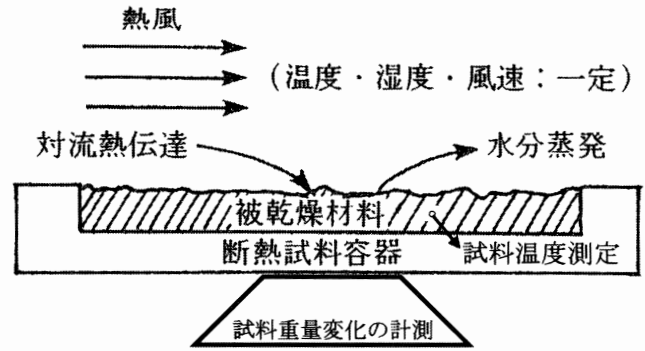 熱風
(温度・湿度・風速:一定)
対流熱伝達
水分蒸発
被乾燥材料
断熱試料容器
試料温度測定
試料重量変化の計測